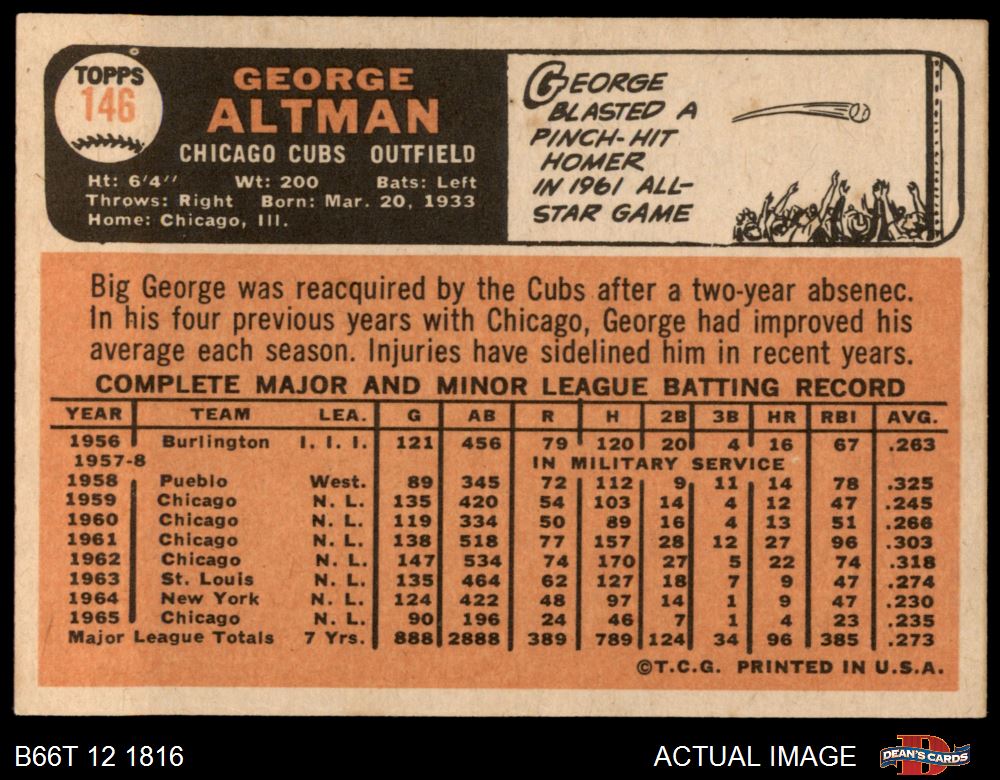 TOPPS
146
GEORGE
ALTMAN
CHICAGO CUBS OUTFIELD
Ht: 6'4'' Wt: 200 Bats: Left
Throws: Right Born: Mar. 20, 1933
Home: Chicago, Ill.
GEORGE
BLASTED A
PINCH-HIT
HOMER
IN 1961 ALL-
STAR GAME
Big George was reacquired by the Cubs after a two-year absenec.
In his four previous years with Chicago, George had improved his
average each season. Injuries have sidelined him in recent years.
COMPLETE MAJOR AND MINOR LEAGUE BATTING RECORD
YEAR TEAM LEA. G AB R H 2B 3B HR RBI AVG.
1956 Burlington I. I. I. 121 456 79 120 20 4 16 67 .263
1957-8 IN MILITARY SERVICE
1958 Pueblo West. 89 345 72 112 9 11 14 78 .325
1959 Chicago N. L. 135 420 54 103 14 4 12 47 .245
1960 Chicago N. L. 119 334 50 89 16 4 13 51 .266
1961 Chicago N. L. 138 518 77 157 28 12 27 96 .303
1962 Chicago N. L. 147 534 74 170 27 5 22 74 .318
1963 St. Louis N. L. 135 464 62 127 18 7 9 47 .274
1964 New York N. L. 124 422 48 97 14 1 9 47 .230
1965 Chicago N. L. 90 196 24 46 7 1 4 23 .235
Major League Totals 7 Yrs. 888 2888 389 789 124 34 96 385 .273
©T.C.G. PRINTED IN U.S.A.
B66T 12 1816 ACTUAL IMAGE DEAN'S CARDS